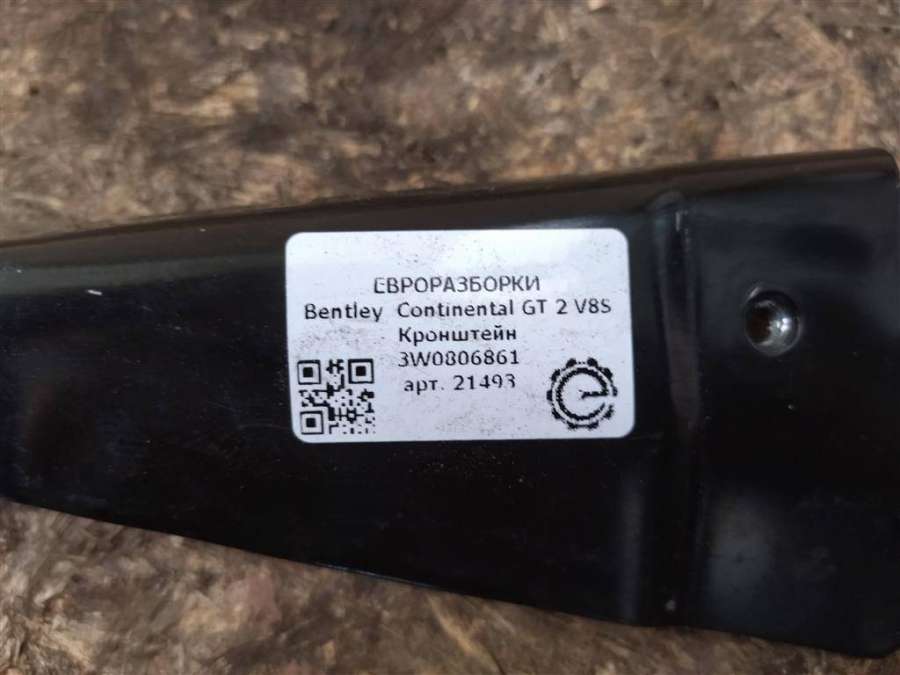 ЕВРОРАЗБОРКИ
Bentley Continental GT 2 V8S
Кронштейн
3W0806861
арт. 21493